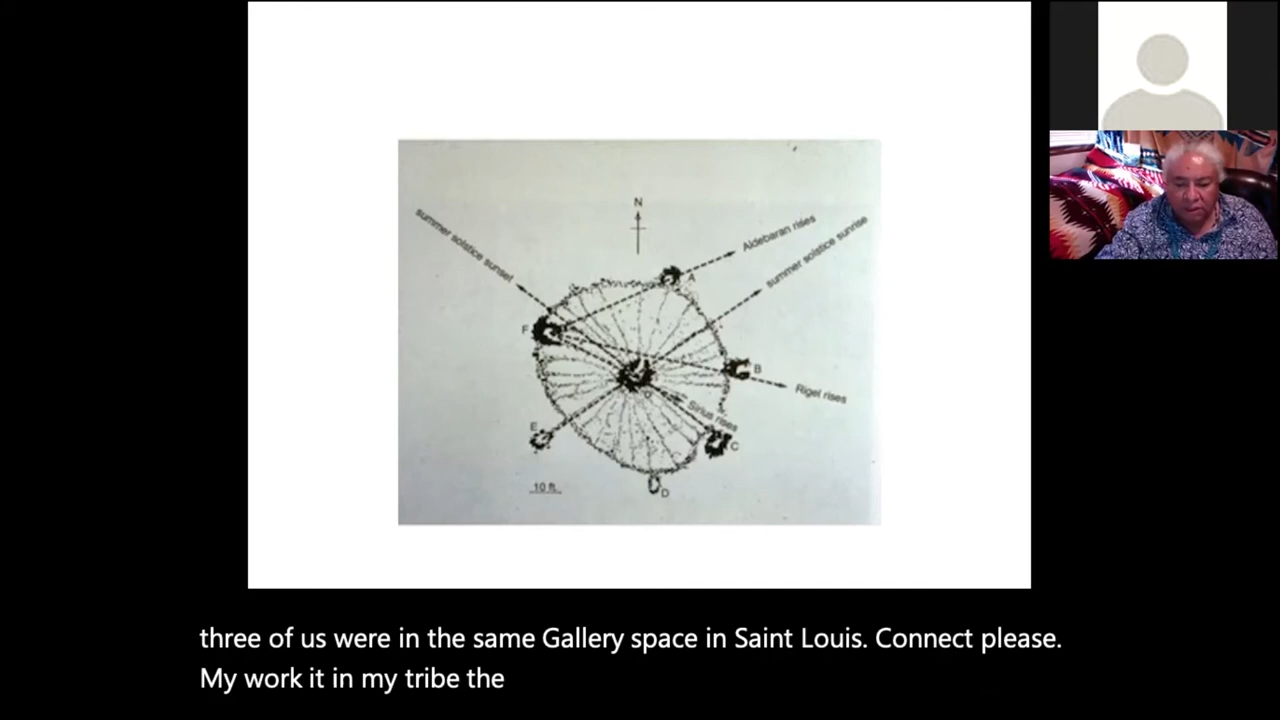 N
summer solstice sunset
Aldebaran rises
summer solstice sunrise
A
F
B
Rigel rises
O
Sirius rises
E
C
10 ft.
D
three of us were in the same Gallery space in Saint Louis. Connect please.
My work it in my tribe the